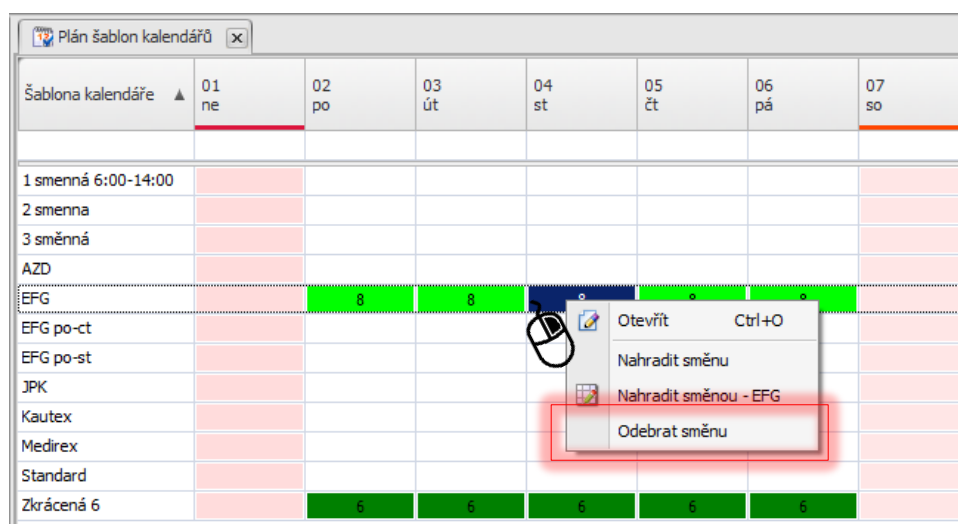 Plán šablon kalendářů
Šablona kalendáře 01 02 03 04 05 06 07
ne po út st čt pá so
1 smenná 6:00-14:00
2 smenna
3 směnná
AZD
EFG 8 8 8 8 8
EFG po-ct
EFG po-st
JPK
Kautex
Medirex
Standard
Zkrácená 6 6 6 6 6 6
Otevřít Ctrl+O
Nahradit směnu
Nahradit směnou - EFG
Odebrat směnu